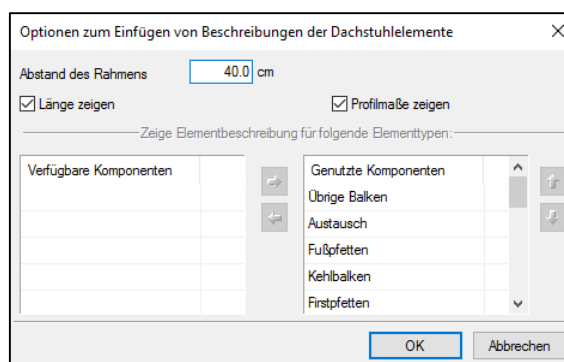 Optionen zum Einfügen von Beschreibungen der Dachstuhlelemente
Abstand des Rahmens 40.0 cm
Länge zeigen Profilmaße zeigen
Zeige Elementbeschreibung für folgende Elementtypen:
Verfügbare Komponenten Genutzte Komponenten
Übrige Balken
Austausch
Fußpfetten
Kehlbalken
Firstpfetten
OK Abbrechen